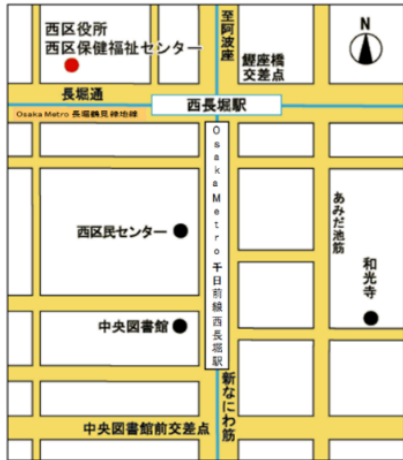 西区役所
西区保健福祉センター
至阿波座
N
鰹座橋
交差点
長堀通
西長堀駅
Osaka Metro 長堀鶴見緑地線
Osaka Metro 千日前線 西長堀駅
あみだ池筋
西区民センター
和光寺
中央図書館
新なにわ筋
中央図書館前交差点